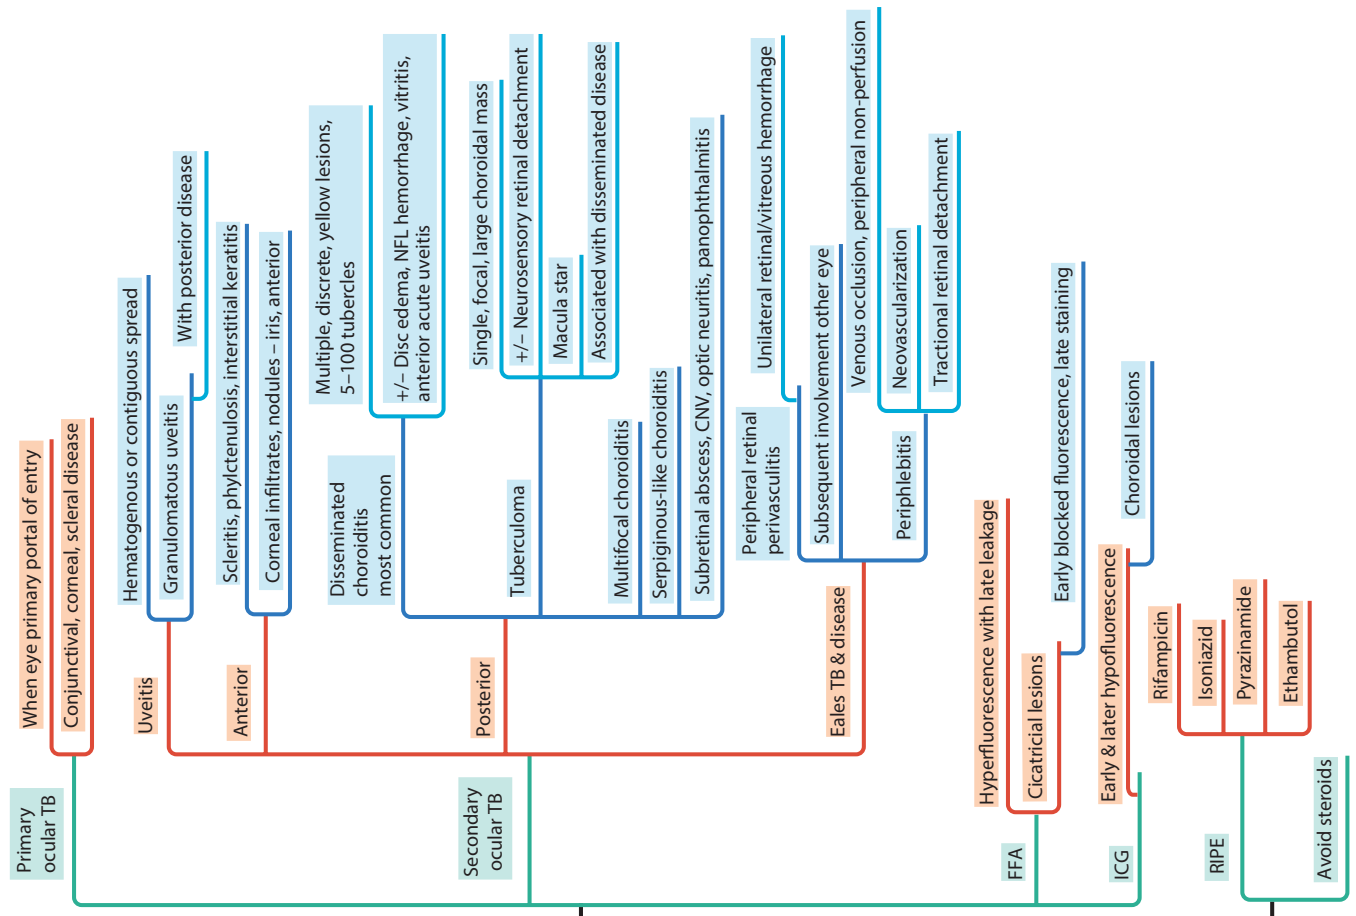 Primary
ocular TB
When eye primary portal of entry
Conjunctival, corneal, scleral disease
Secondary
ocular TB
Uveitis
Hematogenous or contiguous spread
Granulomatous uveitis
With posterior disease
Anterior
Scleritis, phylctenulosis, interstitial keratitis
Corneal infiltrates, nodules – iris, anterior
Posterior
Disseminated
choroiditis
most common
Multiple, discrete, yellow lesions,
5–100 tubercles
+/– Disc edema, NFL hemorrhage, vitritis,
anterior acute uveitis
Tuberculoma
Single, focal, large choroidal mass
+/– Neurosensory retinal detachment
Macula star
Associated with disseminated disease
Multifocal choroiditis
Serpiginous-like choroiditis
Subretinal abscess, CNV, optic neuritis, panophthalmitis
Eales TB & disease
Peripheral retinal
perivasculitis
Unilateral retinal/vitreous hemorrhage
Subsequent involvement other eye
Periphlebitis
Venous occlusion, peripheral non-perfusion
Neovascularization
Tractional retinal detachment
FFA
Hyperfluorescence with late leakage
Cicatricial lesions
Early blocked fluorescence, late staining
ICG
Early & later hypofluorescence
Choroidal lesions
RIPE
Rifampicin
Isoniazid
Pyrazinamide
Ethambutol
Avoid steroids